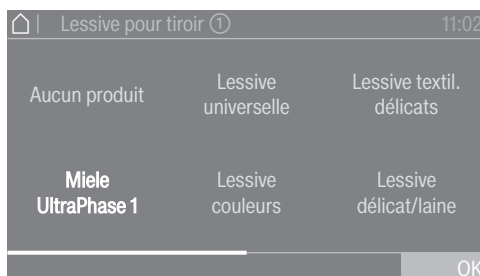 Lessive pour tiroir ① 11:02
Aucun produit
Lessive
universelle
Lessive textil.
délicats
Miele
UltraPhase 1
Lessive
couleurs
Lessive
délicat/laine
OK